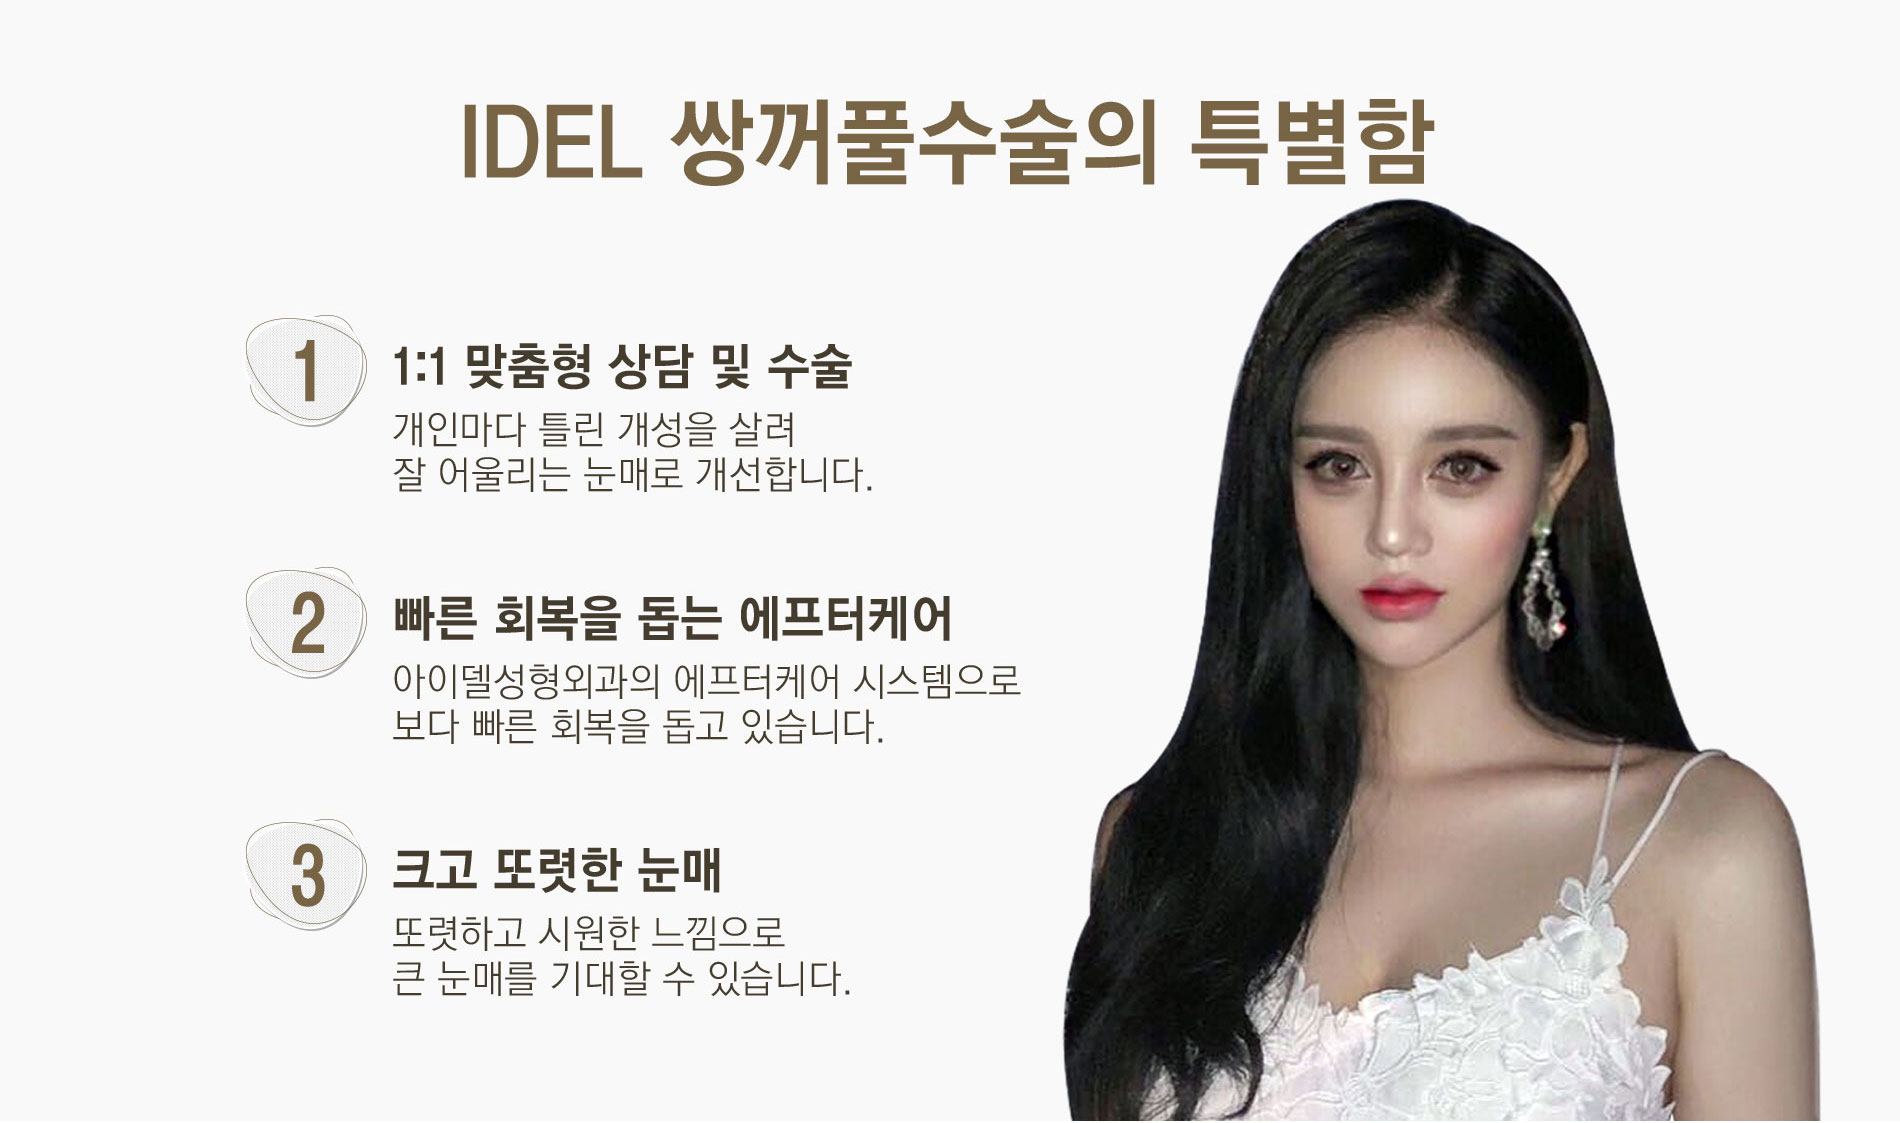 IDEL 쌍꺼풀수술의 특별함
1
1:1 맞춤형 상담 및 수술
개인마다 틀린 개성을 살려
잘 어울리는 눈매로 개선합니다.
2
빠른 회복을 돕는 에프터케어
아이델성형외과의 에프터케어 시스템으로
보다 빠른 회복을 돕고 있습니다.
3
크고 또렷한 눈매
또렷하고 시원한 느낌으로
큰 눈매를 기대할 수 있습니다.